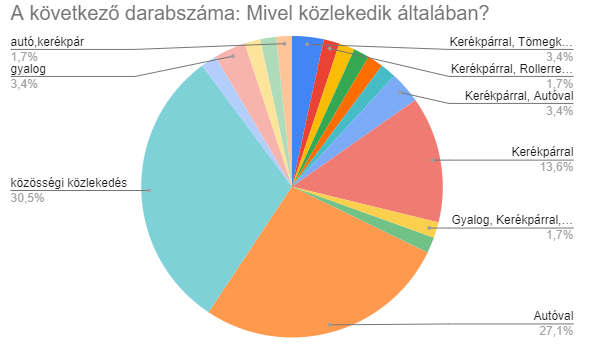 A következő darabszáma: Mivel közlekedik általában?
autó,kerékpár
1,7%
gyalog
3,4%
közösségi közlekedés
30,5%
Kerékpárral, Tömegk…
3,4%
Kerékpárral, Rollerre…
1,7%
Kerékpárral, Autóval
3,4%
Kerékpárral
13,6%
Gyalog, Kerékpárral,…
1,7%
Autóval
27,1%